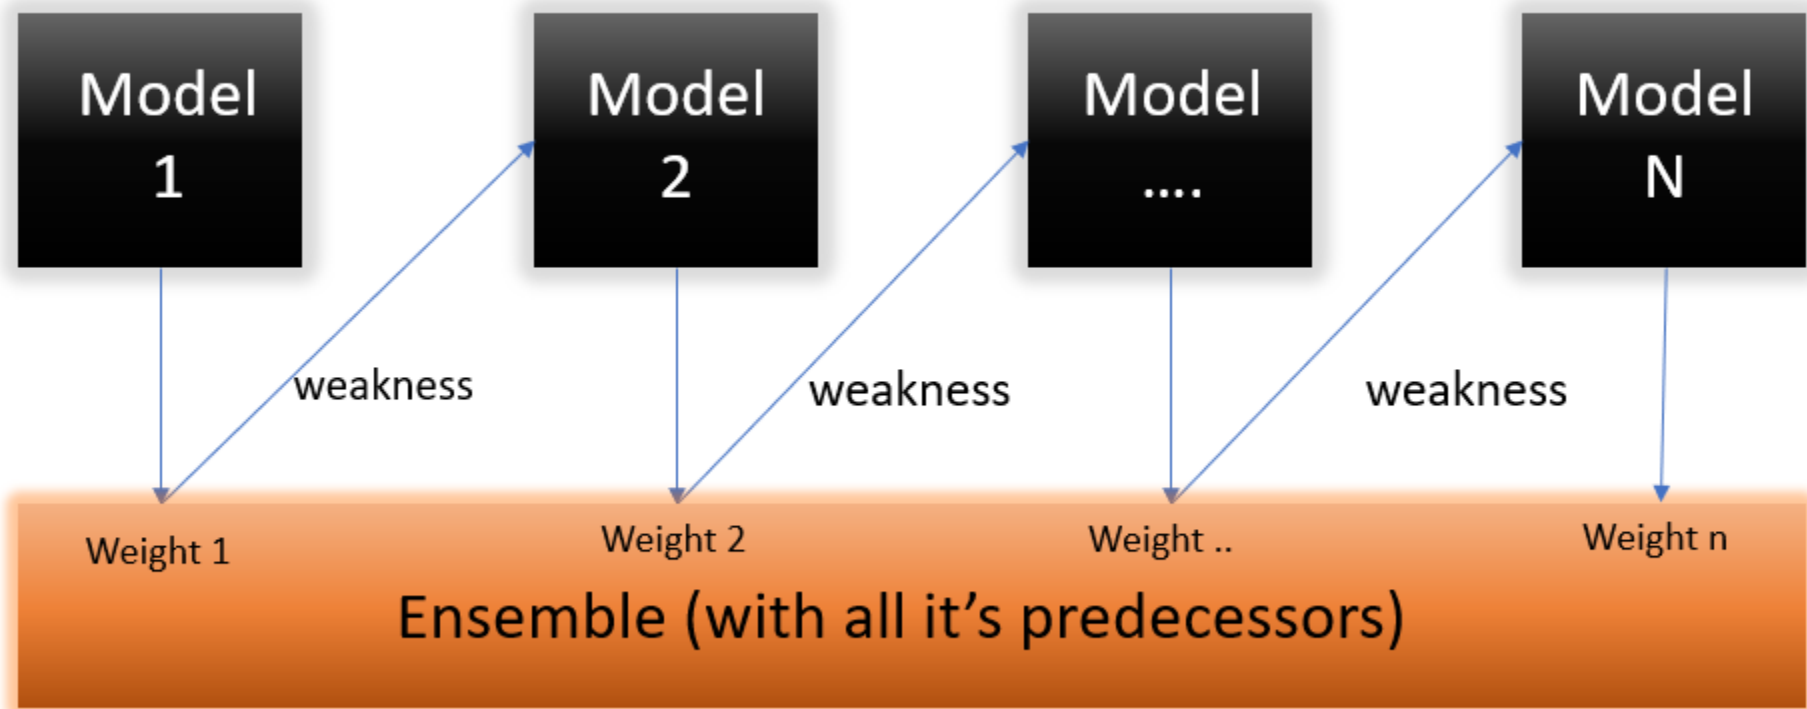 Model
1
Model
2
Model
....
Model
N
weakness
weakness
weakness
Weight 1
Weight 2
Weight ..
Weight n
Ensemble (with all it's predecessors)